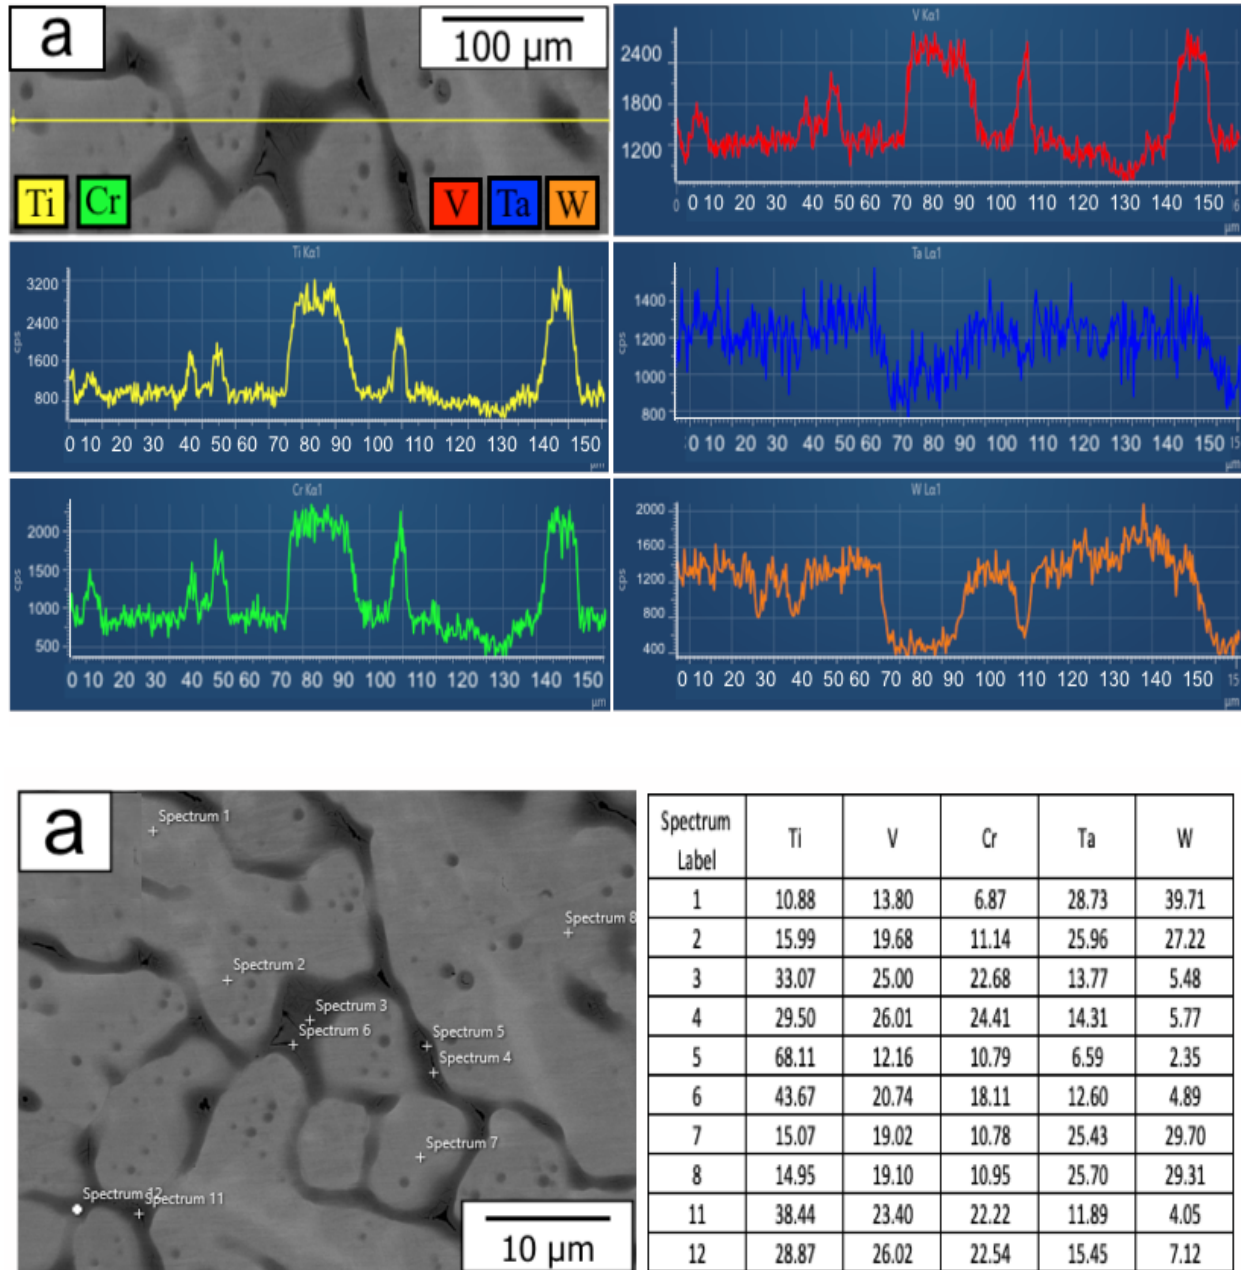 a
100 µm
Ti Cr V Ta W
V Kα1
2400
1800
1200
0 0 10 20 30 40 50 60 70 80 90 100 110 120 130 140 150 6
µm
Ti Kα1
3200
2400
1600
800
cps
0 10 20 30 40 50 60 70 80 90 100 110 120 130 140 150
µm
Ta Lα1
1400
1200
1000
800
cps
0 10 20 30 40 50 60 70 80 90 100 110 120 130 140 150 15
µm
Cr Kα1
2000
1500
1000
500
cps
0 10 20 30 40 50 60 70 80 90 100 110 120 130 140 150
µm
W Lα1
2000
1600
1200
800
400
cps
0 10 20 30 40 50 60 70 80 90 100 110 120 130 140 150 15
µm
a
Spectrum 1
Spectrum 8
Spectrum 2
Spectrum 3
Spectrum 6
Spectrum 5
Spectrum 4
Spectrum 7
Spectrum 12
Spectrum 11
10 µm
Spectrum Label Ti V Cr Ta W
1 10.88 13.80 6.87 28.73 39.71
2 15.99 19.68 11.14 25.96 27.22
3 33.07 25.00 22.68 13.77 5.48
4 29.50 26.01 24.41 14.31 5.77
5 68.11 12.16 10.79 6.59 2.35
6 43.67 20.74 18.11 12.60 4.89
7 15.07 19.02 10.78 25.43 29.70
8 14.95 19.10 10.95 25.70 29.31
11 38.44 23.40 22.22 11.89 4.05
12 28.87 26.02 22.54 15.45 7.12